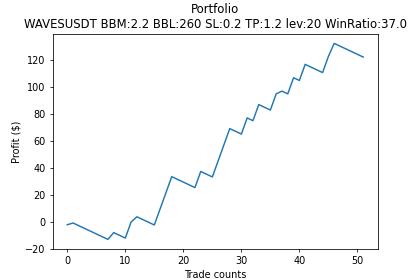 Portfolio
WAVESUSDT BBM:2.2 BBL:260 SL:0.2 TP:1.2 lev:20 WinRatio:37.0
120
100
80
60
40
20
0
−20
Profit ($)
0 10 20 30 40 50
Trade counts